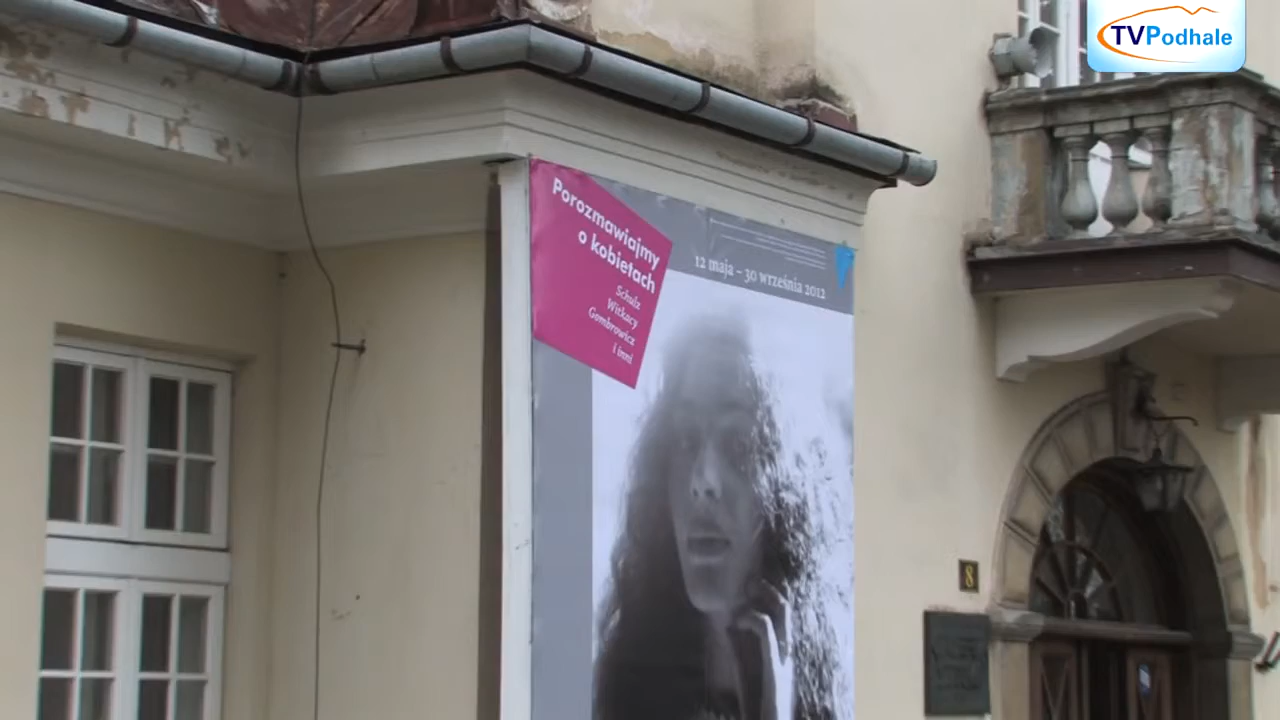 TVPodhale
Porozmawiajmy
o kobietach
Schulz
Witkacy
Gombrowicz
i inni
12 maja – 30 września 2012
8